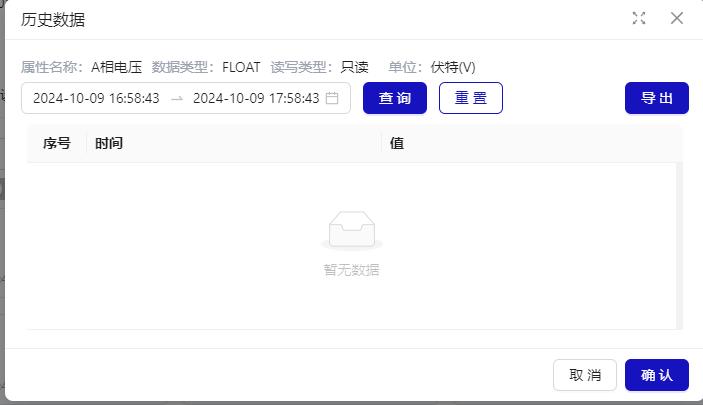 历史数据
属性名称: A相电压 数据类型: FLOAT 读写类型: 只读 单位: 伏特(V)
2024-10-09 16:58:43 → 2024-10-09 17:58:43 查 询 重 置 导 出
序号 时间 值
暂无数据
取 消 确 认